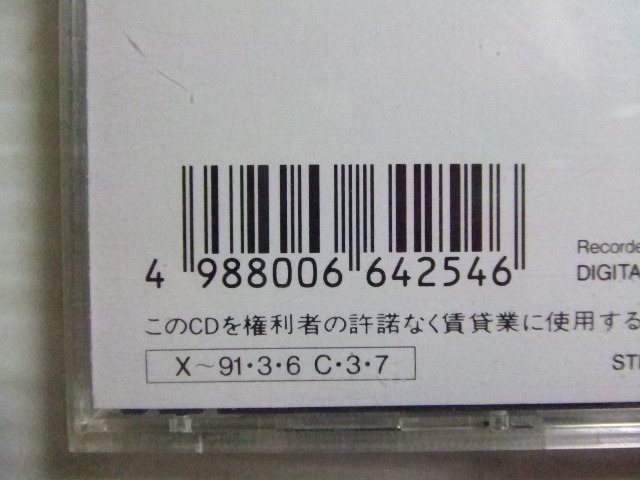 Recorde
4 988006 642546
DIGITA
このCDを権利者の許諾なく賃貸業に使用する
X～91・3・6 C・3・7
STE